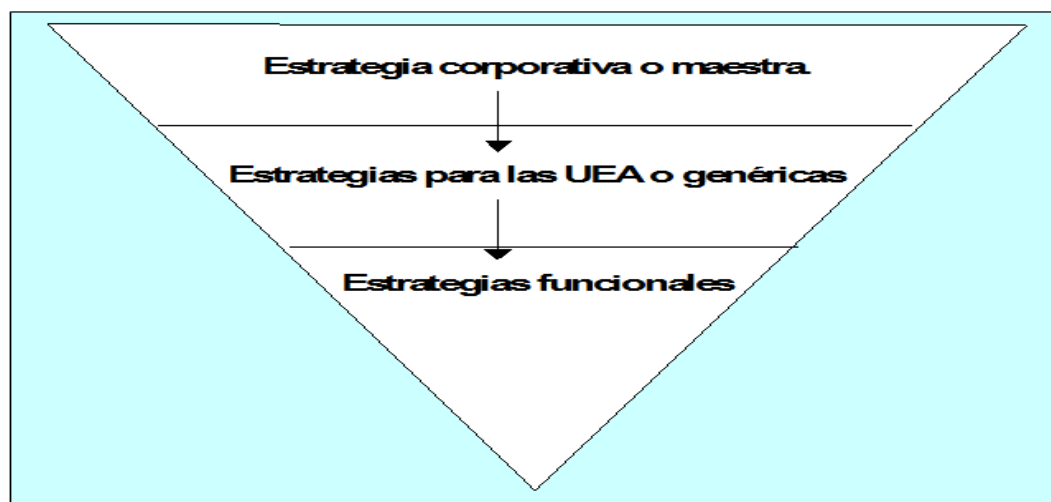 Estrategia corporativa o maestra.
Estrategias para las UEA o genéricas
Estrategias funcionales